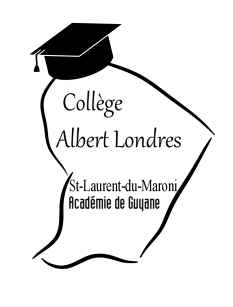 Collège
Albert Londres
St-Laurent-du-Maroni
Académie de Guyane